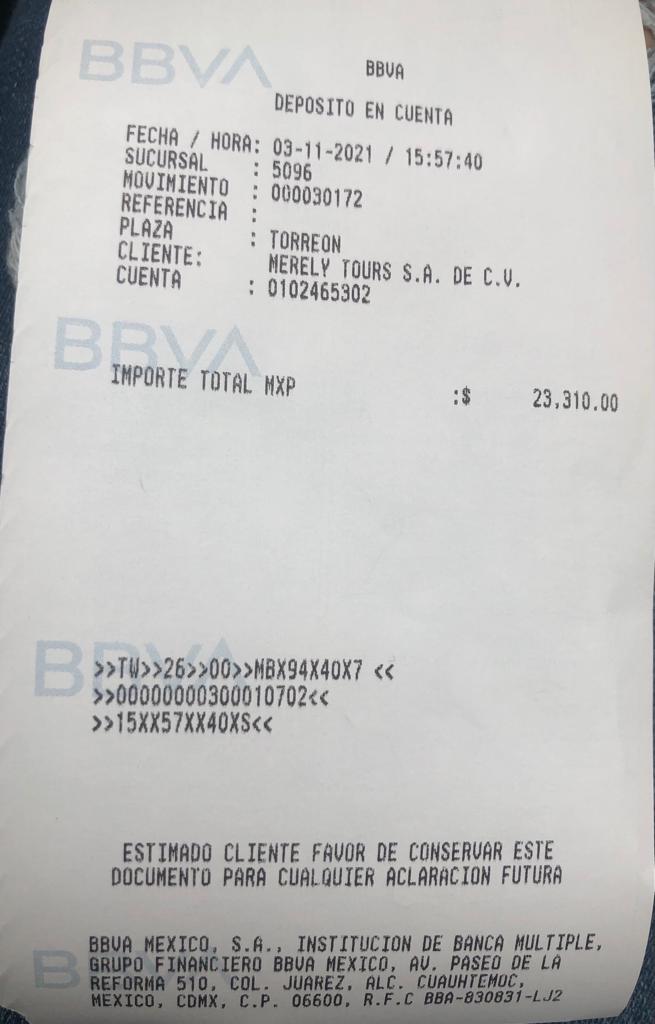 BBVA
BBVA
DEPOSITO EN CUENTA
FECHA / HORA: 03-11-2021 / 15:57:40
SUCURSAL : 5096
MOVIMIENTO : 000030172
REFERENCIA :
PLAZA : TORREON
CLIENTE: MERELY TOURS S.A. DE C.V.
CUENTA : 0102465302
BBVA
IMPORTE TOTAL MXP :$ 23,310.00
BBVA
>>TW>>26>>00>>MBX94X40X7 <<
>>00000000300010702<<
>>15XX57XX40XS<<
ESTIMADO CLIENTE FAVOR DE CONSERVAR ESTE
DOCUMENTO PARA CUALQUIER ACLARACION FUTURA
BBVA MEXICO, S.A., INSTITUCION DE BANCA MULTIPLE,
GRUPO FINANCIERO BBVA MEXICO, AV. PASEO DE LA
REFORMA 510, COL. JUAREZ, ALC. CUAUHTEMOC,
MEXICO, CDMX, C.P. 06600, R.F.C BBA-830831-LJ2